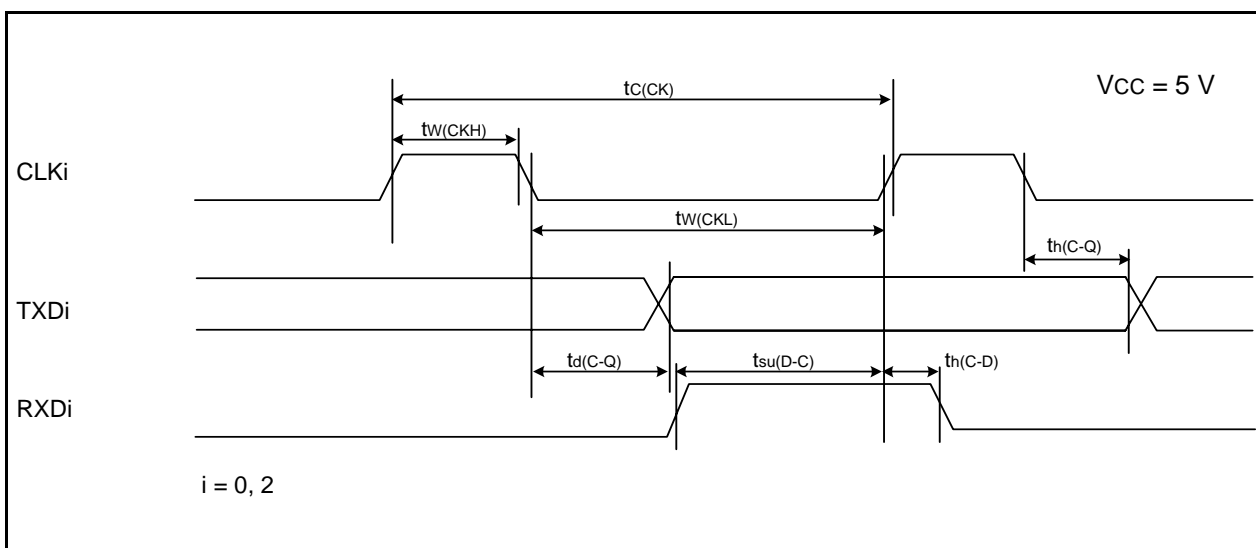 tC(CK)
VCC = 5 V
tW(CKH)
CLKi
tW(CKL)
th(C-Q)
TXDi
td(C-Q)
tsu(D-C)
th(C-D)
RXDi
i = 0, 2